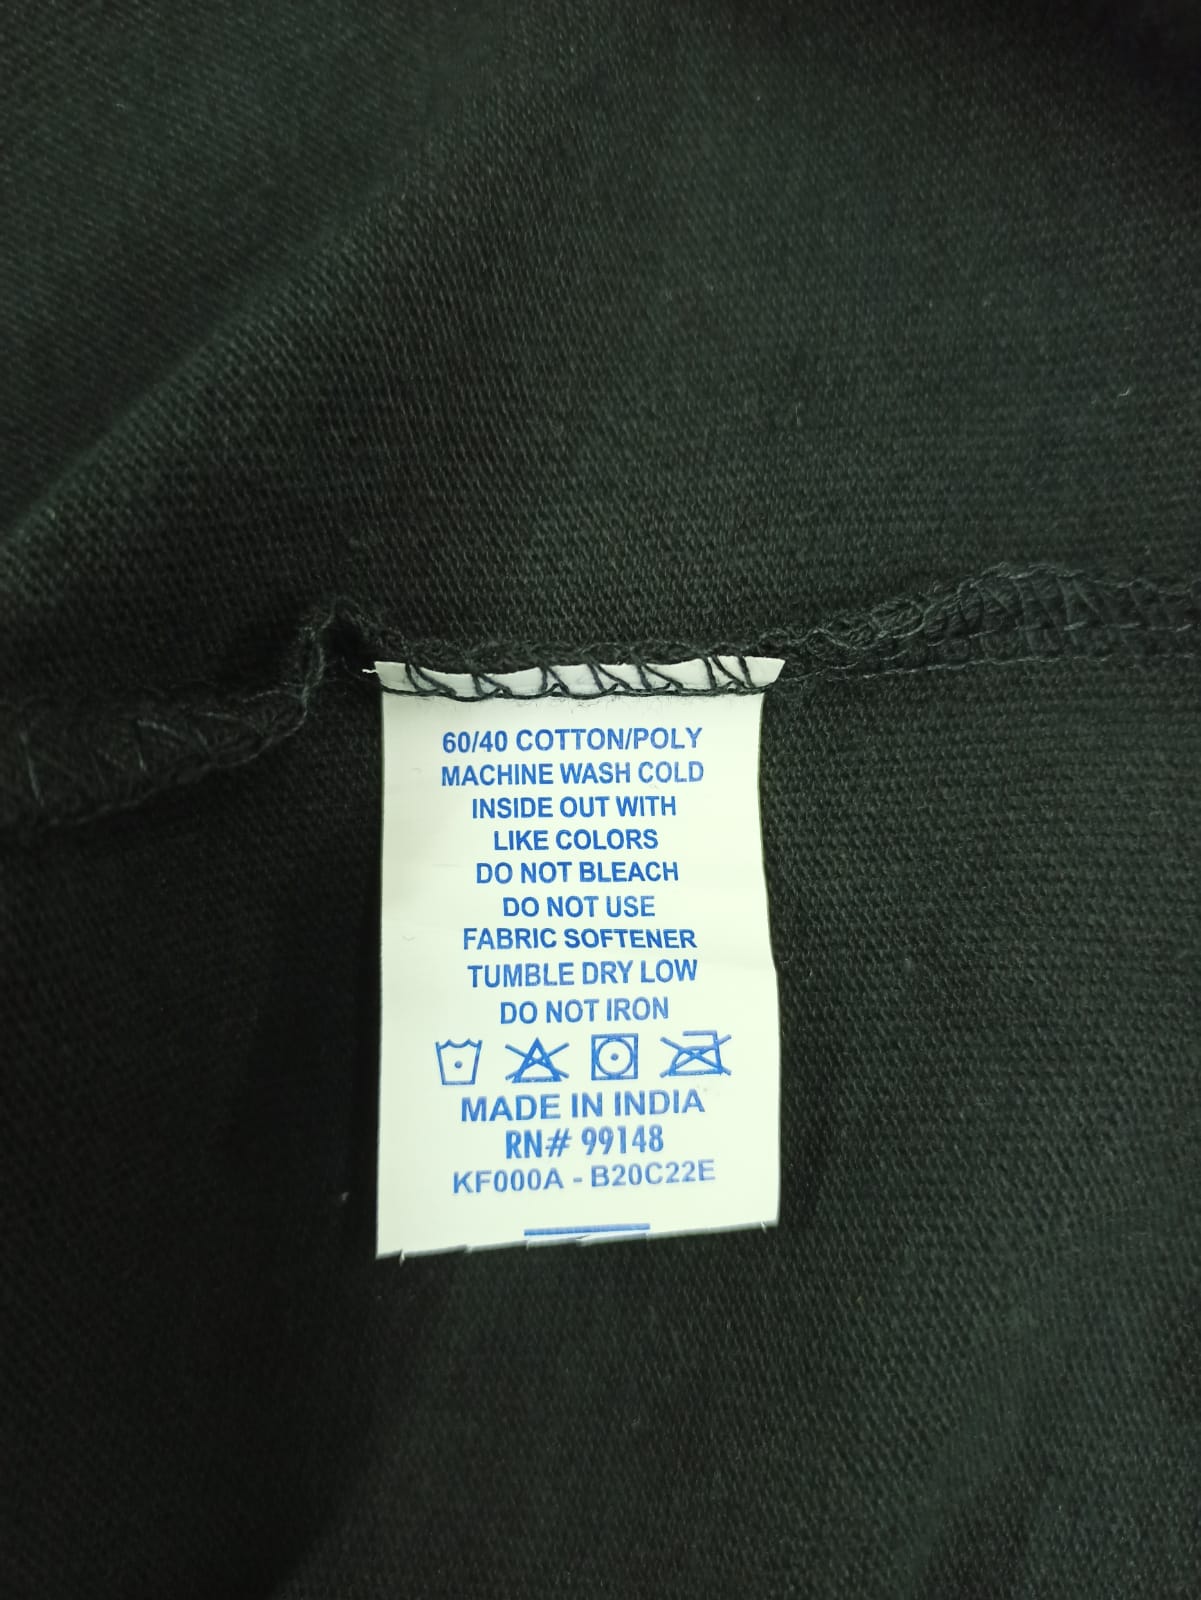 60/40 COTTON/POLY
MACHINE WASH COLD
INSIDE OUT WITH
LIKE COLORS
DO NOT BLEACH
DO NOT USE
FABRIC SOFTENER
TUMBLE DRY LOW
DO NOT IRON
MADE IN INDIA
RN# 99148
KF000A - B20C22E